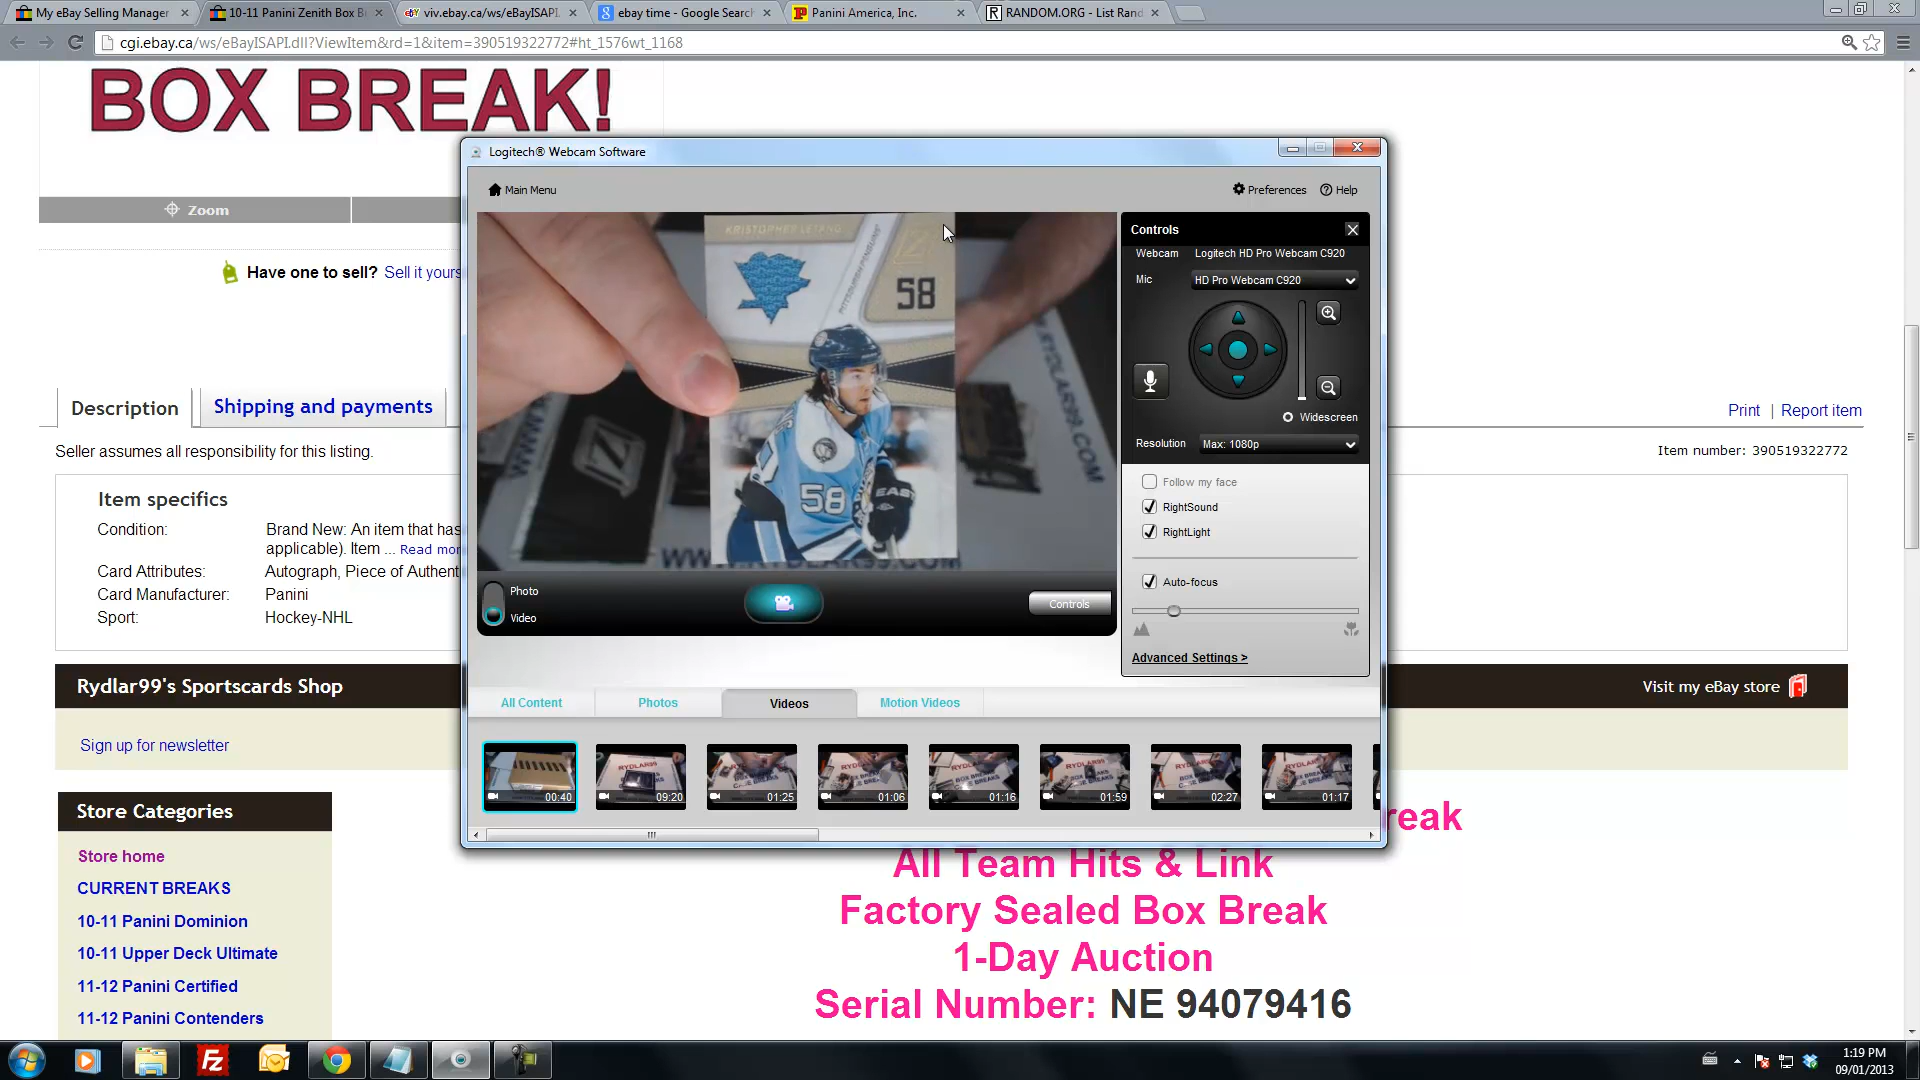 My eBay Selling Manager
10-11 Panini Zenith Box B
viv.ebay.ca/ws/eBayISAPI.
ebay time - Google Search
Panini America, Inc.
RANDOM.ORG - List Rand
cgi.ebay.ca/ws/eBayISAPI.dll?ViewItem&rd=1&item=390519322772#ht_1576wt_1168
BOX BREAK!
Zoom
Have one to sell? Sell it yours
Logitech® Webcam Software
Main Menu
Preferences
Help
KRISTOPHER LETANG
PITTSBURGH PENGUINS
58
58
EAST
WWW.RYDLAR99.COM
Photo
Video
Controls
Controls
Webcam Logitech HD Pro Webcam C920
Mic HD Pro Webcam C920
Widescreen
Resolution Max: 1080p
Follow my face
RightSound
RightLight
Auto-focus
Advanced Settings >
All Content
Photos
Videos
Motion Videos
00:40
09:20
01:25
01:06
01:16
01:59
02:27
01:17
Description
Shipping and payments
Print | Report item
Seller assumes all responsibility for this listing.
Item number: 390519322772
Item specifics
Condition: Brand New: An item that has
applicable). Item ... Read mor
Card Attributes: Autograph, Piece of Authent
Card Manufacturer: Panini
Sport: Hockey-NHL
Rydlar99's Sportscards Shop
Visit my eBay store
Sign up for newsletter
Store Categories
Store home
CURRENT BREAKS
10-11 Panini Dominion
10-11 Upper Deck Ultimate
11-12 Panini Certified
11-12 Panini Contenders
reak
All Team Hits & Link
Factory Sealed Box Break
1-Day Auction
Serial Number: NE 94079416
1:19 PM
09/01/2013